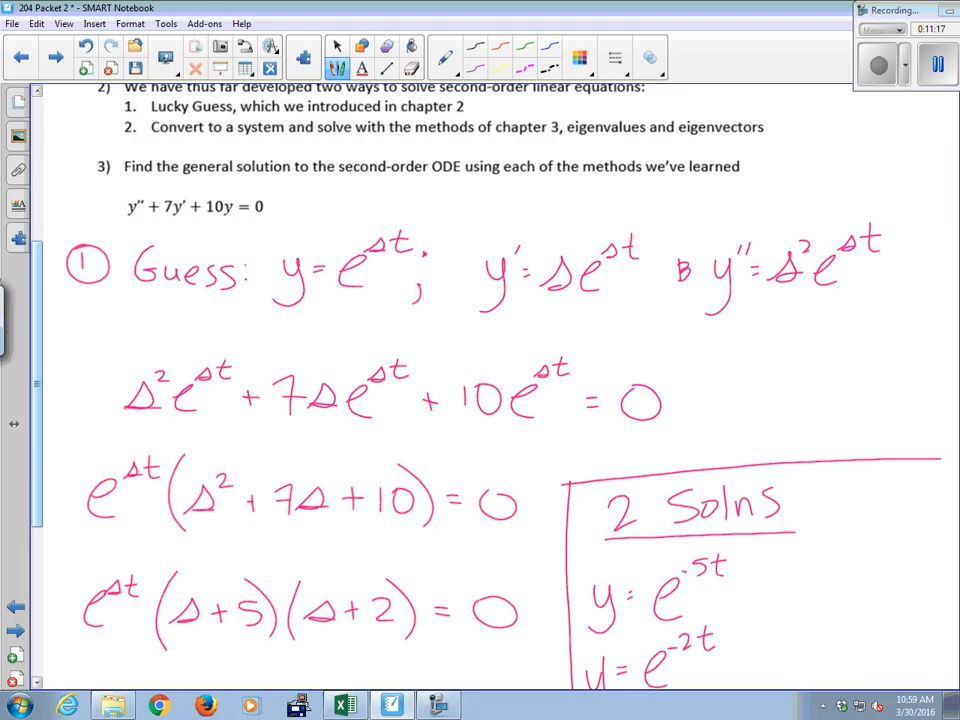 204 Packet 2 * - SMART Notebook
Recording...
File Edit View Insert Format Tools Add-ons Help
Menu 0:11:17
2) We have thus far developed two ways to solve second-order linear equations:
1. Lucky Guess, which we introduced in chapter 2
2. Convert to a system and solve with the methods of chapter 3, eigenvalues and eigenvectors
3) Find the general solution to the second-order ODE using each of the methods we've learned
y'' + 7y' + 10y = 0
① Guess: y = e^{st}; y' = se^{st} y'' = s²e^{st}
s²e^{st} + 7se^{st} + 10e^{st} = 0
e^{st}(s² + 7s + 10) = 0
2 Solns
y = e^{-5t}
e^{st}(s+5)(s+2) = 0
y = e^{-2t}
10:59 AM
3/30/2016